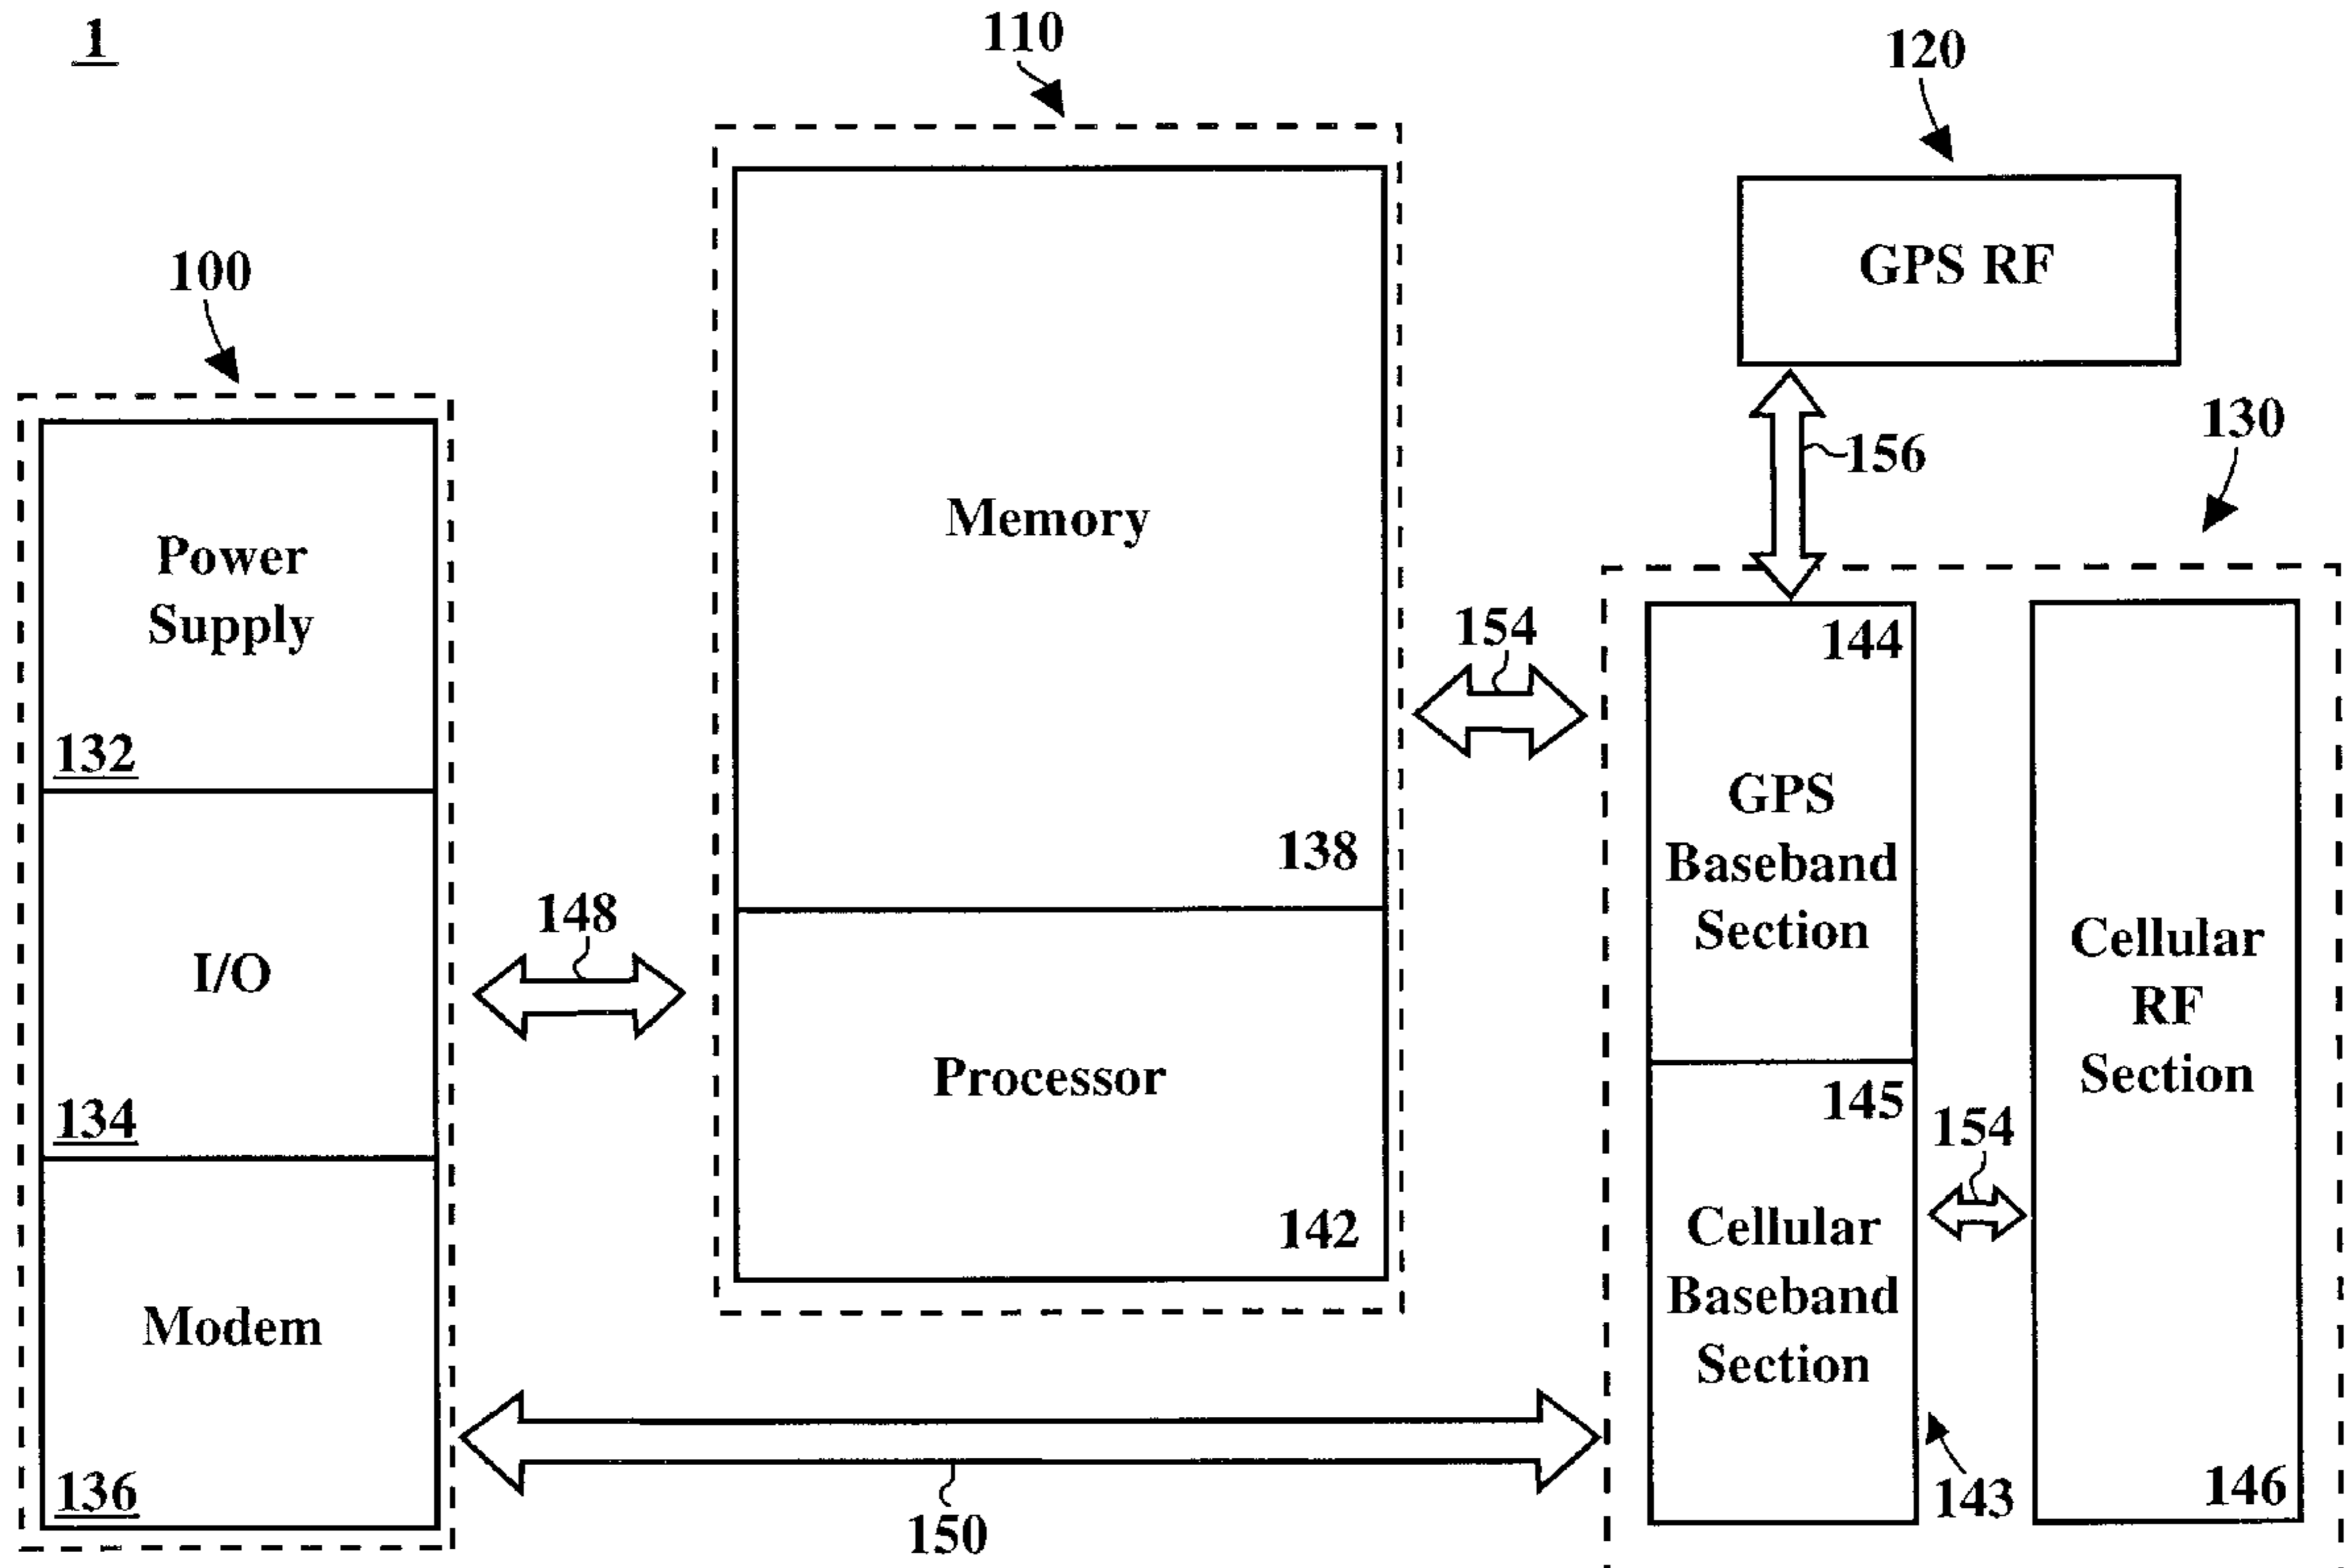 1
110
120
100
GPS RF
130
156
Memory
Power
Supply
154
144
132
GPS
Baseband
Section
138
148
Cellular
RF
Section
I/O
Processor
145
154
134
142
Cellular
Baseband
Section
Modem
136
143
146
150